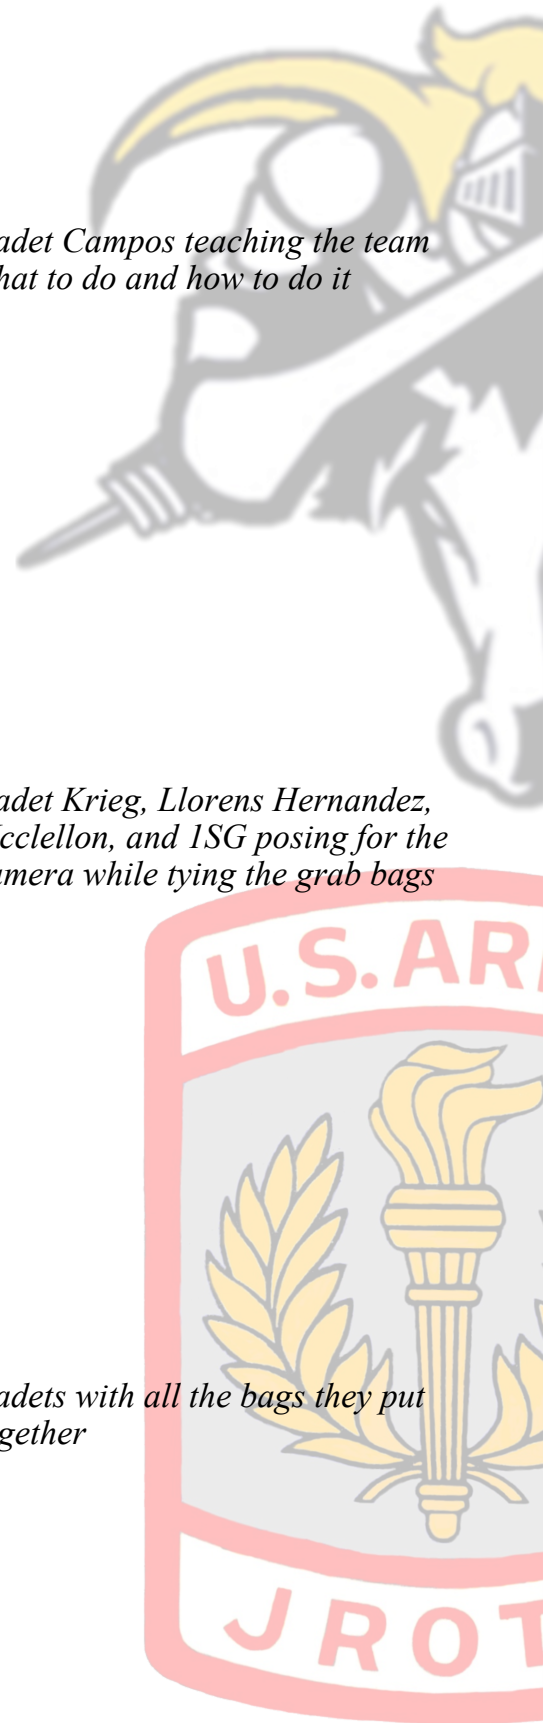 adet Campos teaching the team
hat to do and how to do it
adet Krieg, Llorens Hernandez,
cclellon, and 1SG posing for the
mera while tying the grab bags
U.S. AR
adets with all the bags they put
gether
JROT